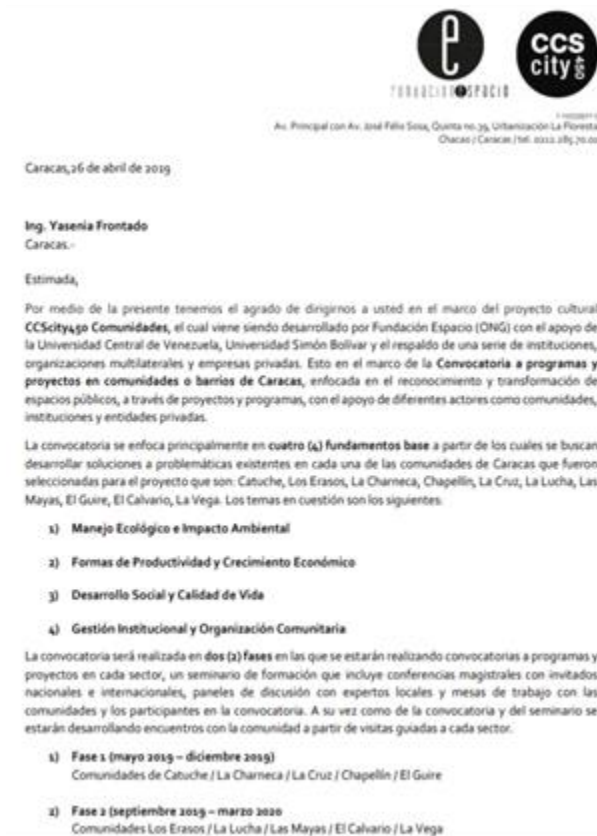 e
CCS
city 450
FUNDACIÓN ESPACIO
Av. Principal con Av. José Félix Sosa, Quinta no.39, Urbanización La Floresta
Chacao / Caracas / tel. 0212.285.70.
Caracas,26 de abril de 2019
Ing. Yasenia Frontado
Caracas.-
Estimada,
Por medio de la presente tenemos el agrado de dirigirnos a usted en el marco del proyecto cultural
CCScity450 Comunidades, el cual viene siendo desarrollado por Fundación Espacio (ONG) con el apoyo de
la Universidad Central de Venezuela, Universidad Simón Bolívar y el respaldo de una serie de instituciones,
organizaciones multilaterales y empresas privadas. Esto en el marco de la Convocatoria a programas y
proyectos en comunidades o barrios de Caracas, enfocada en el reconocimiento y transformación de
espacios públicos, a través de proyectos y programas, con el apoyo de diferentes actores como comunidades,
instituciones y entidades privadas.
La convocatoria se enfoca principalmente en cuatro (4) fundamentos base a partir de los cuales se buscan
desarrollar soluciones a problemáticas existentes en cada una de las comunidades de Caracas que fueron
seleccionadas para el proyecto que son: Catuche, Los Erasos, La Charneca, Chapellín, La Cruz, La Lucha, Las
Mayas, El Guire, El Calvario, La Vega. Los temas en cuestión son los siguientes:
1) Manejo Ecológico e Impacto Ambiental
2) Formas de Productividad y Crecimiento Económico
3) Desarrollo Social y Calidad de Vida
4) Gestión Institucional y Organización Comunitaria
La convocatoria será realizada en dos (2) fases en las que se estarán realizando convocatorias a programas y
proyectos en cada sector, un seminario de formación que incluye conferencias magistrales con invitados
nacionales e internacionales, paneles de discusión con expertos locales y mesas de trabajo con las
comunidades y los participantes en la convocatoria. A su vez como de la convocatoria y del seminario se
estarán desarrollando encuentros con la comunidad a partir de visitas guiadas a cada sector.
1) Fase 1 (mayo 2019 – diciembre 2019)
Comunidades de Catuche / La Charneca / La Cruz / Chapellín / El Guire
2) Fase 2 (septiembre 2019 – marzo 2020
Comunidades Los Erasos / La Lucha / Las Mayas / El Calvario / La Vega